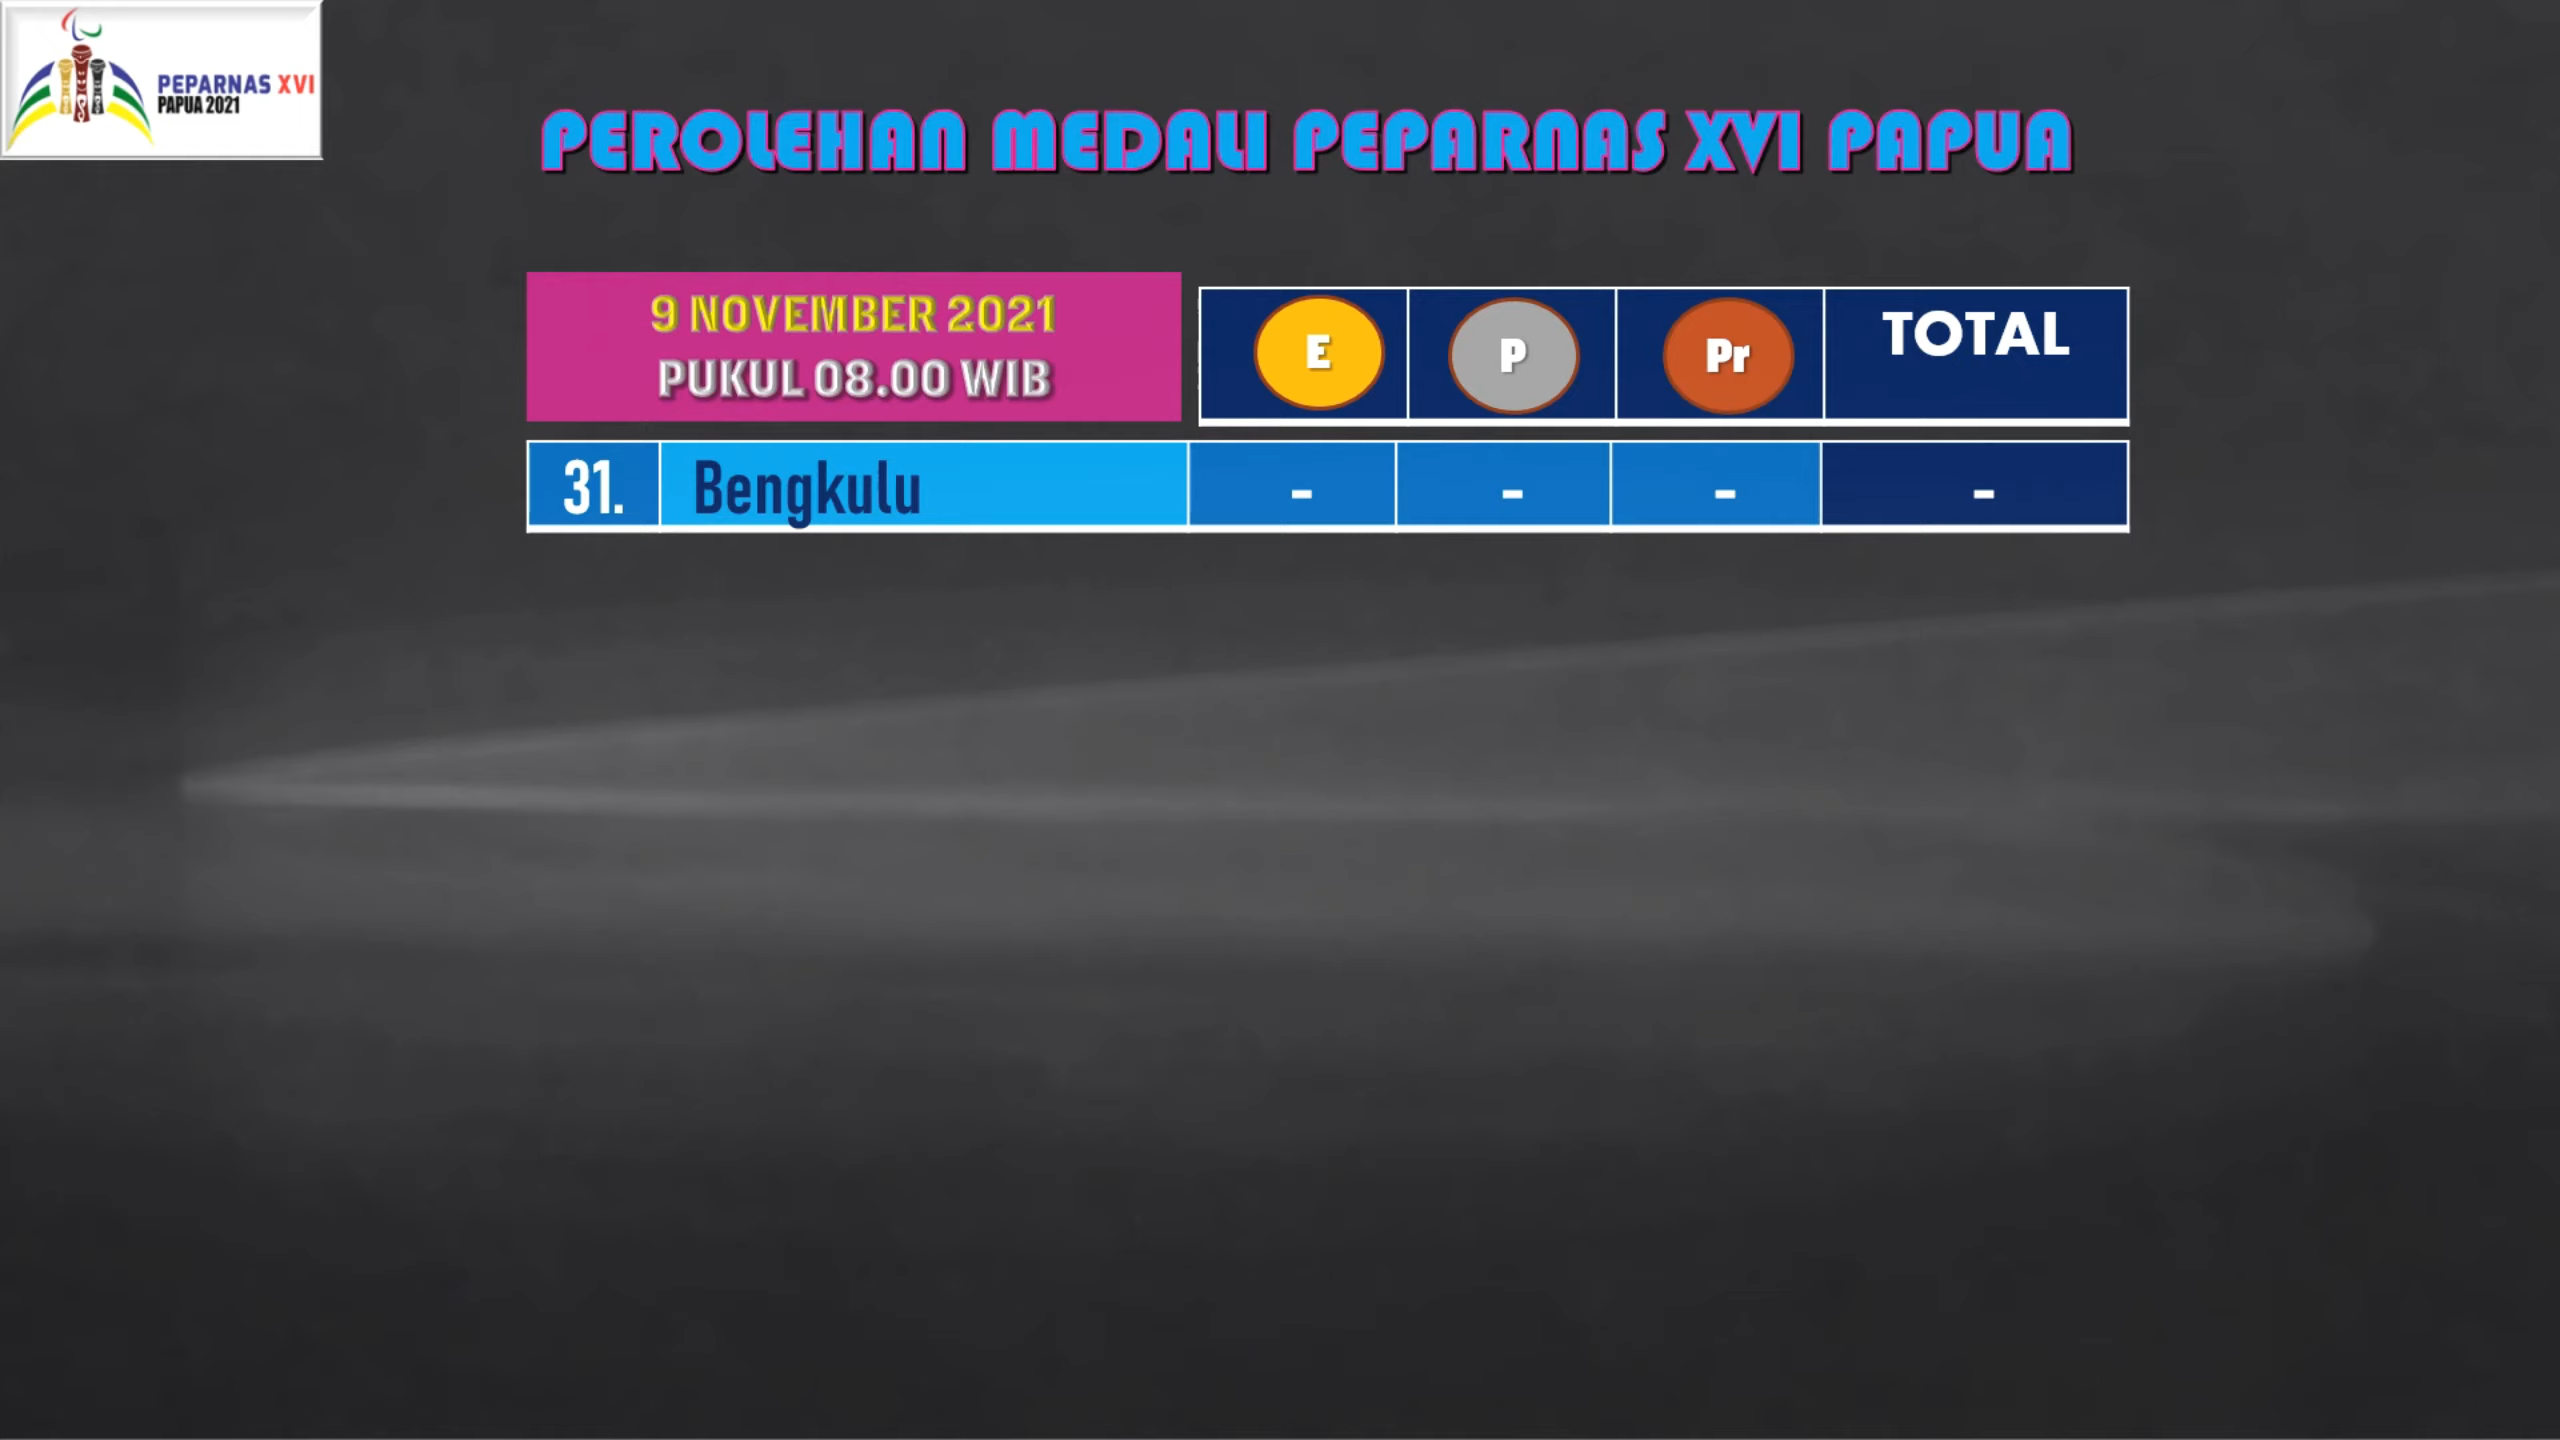 PEPARNAS XVI
PAPUA 2021
PEROLEHAN MEDALI PEPARNAS XVI PAPUA
9 NOVEMBER 2021
PUKUL 08.00 WIB
E P Pr TOTAL
31. Bengkulu - - - -